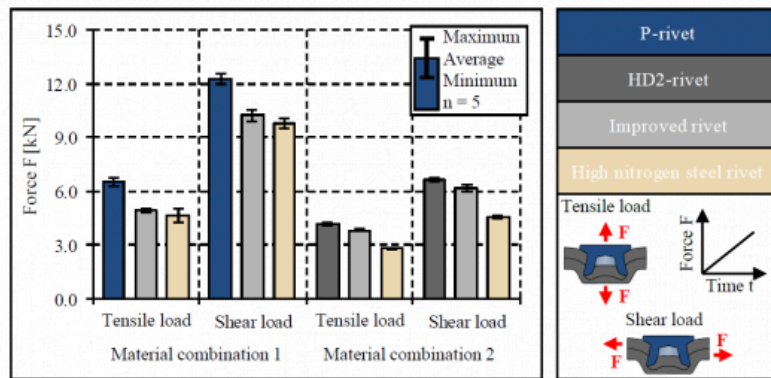 15.0
12.0
9.0
6.0
3.0
0.0
Force F [kN]
Maximum
Average
Minimum
n = 5
Tensile load
Shear load
Tensile load
Shear load
Material combination 1
Material combination 2
P-rivet
HD2-rivet
Improved rivet
High nitrogen steel rivet
Tensile load
F
F
Force F
Time t
Shear load
F
F